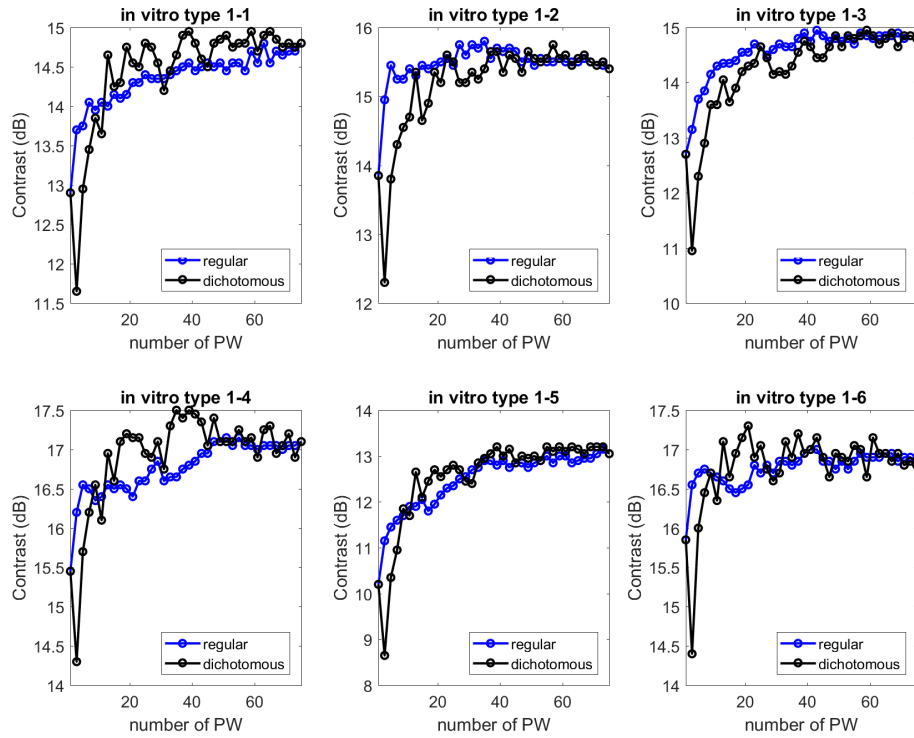 in vitro type 1-1
15
14.5
14
13.5
13
12.5
12
11.5
Contrast (dB)
regular
dichotomous
20 40 60
number of PW
in vitro type 1-2
16
15
14
13
12
Contrast (dB)
regular
dichotomous
20 40 60
number of PW
in vitro type 1-3
15
14
13
12
11
10
Contrast (dB)
regular
dichotomous
20 40 60
number of PW
in vitro type 1-4
17.5
17
16.5
16
15.5
15
14.5
14
Contrast (dB)
regular
dichotomous
20 40 60
number of PW
in vitro type 1-5
14
13
12
11
10
9
8
Contrast (dB)
regular
dichotomous
20 40 60
number of PW
in vitro type 1-6
17.5
17
16.5
16
15.5
15
14.5
14
Contrast (dB)
regular
dichotomous
20 40 60
number of PW